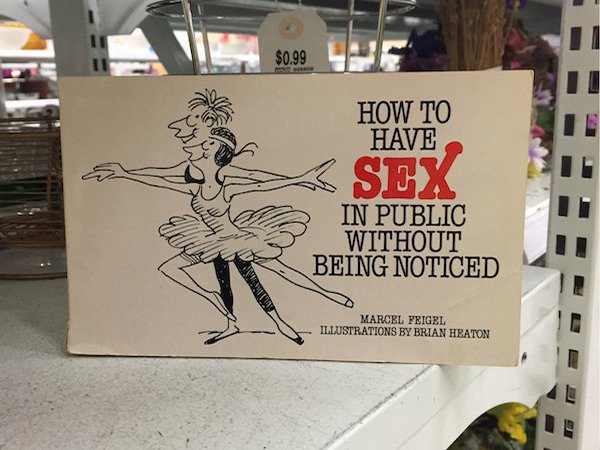 $0.99
HOW TO
HAVE
SEX
IN PUBLIC
WITHOUT
BEING NOTICED
MARCEL FEIGEL
ILLUSTRATIONS BY BRIAN HEATON